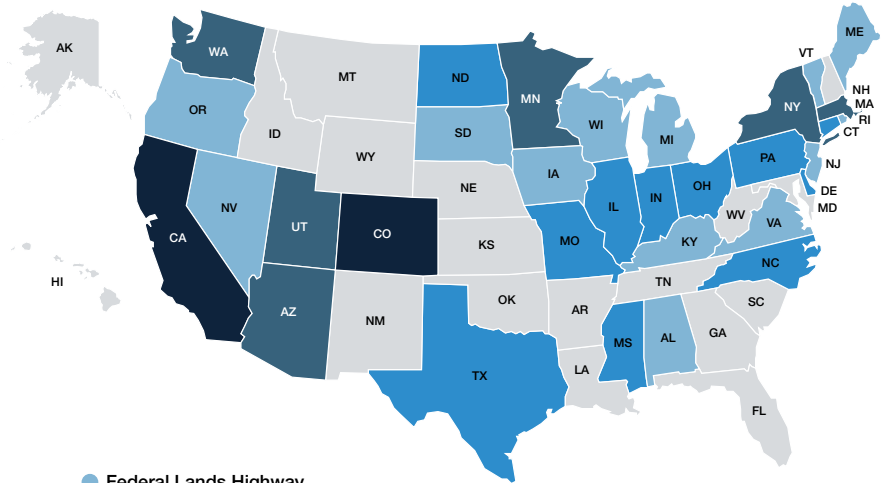 AK
WA
MT
ND
MN
VT
ME
NH
MA
RI
CT
NY
OR
ID
SD
WI
MI
WY
IA
NE
PA
NJ
NV
UT
CO
IL
IN
OH
DE
MD
WV
VA
CA
KS
MO
KY
NC
HI
TN
AZ
NM
OK
AR
SC
MS
AL
GA
TX
LA
FL
Federal Lands Highway